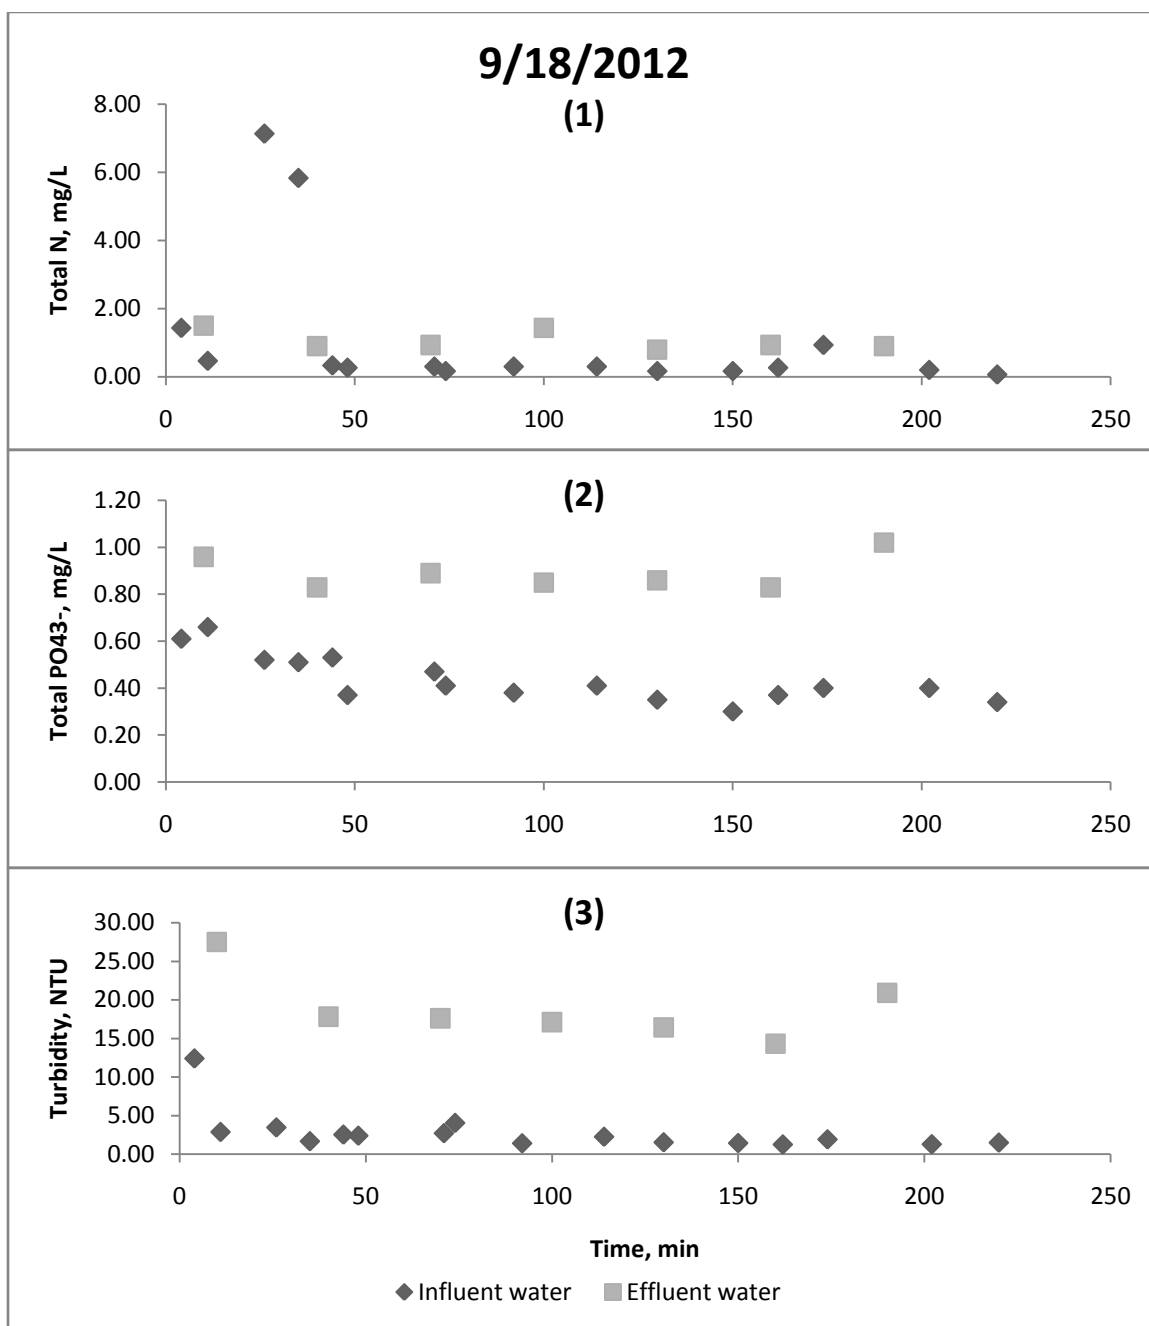 9/18/2012
(1)
Total N, mg/L
8.00
6.00
4.00
2.00
0.00
0 50 100 150 200 250
(2)
Total PO43-, mg/L
1.20
1.00
0.80
0.60
0.40
0.20
0.00
0 50 100 150 200 250
(3)
Turbidity, NTU
30.00
25.00
20.00
15.00
10.00
5.00
0.00
0 50 100 150 200 250
Time, min
Influent water Effluent water